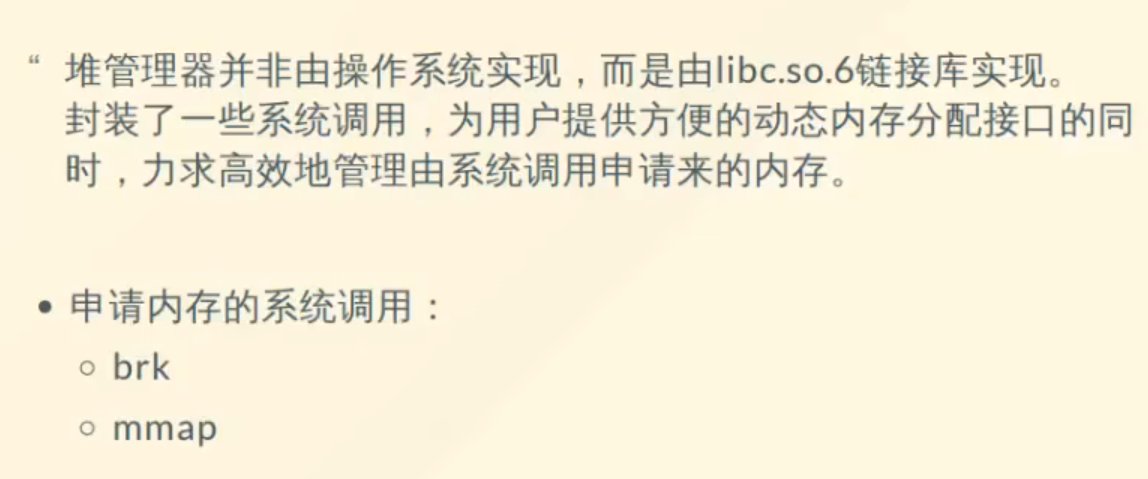 “ 堆管理器并非由操作系统实现，而是由libc.so.6链接库实现。
封装了一些系统调用，为用户提供方便的动态内存分配接口的同
时，力求高效地管理由系统调用申请来的内存。
• 申请内存的系统调用：
○ brk
○ mmap